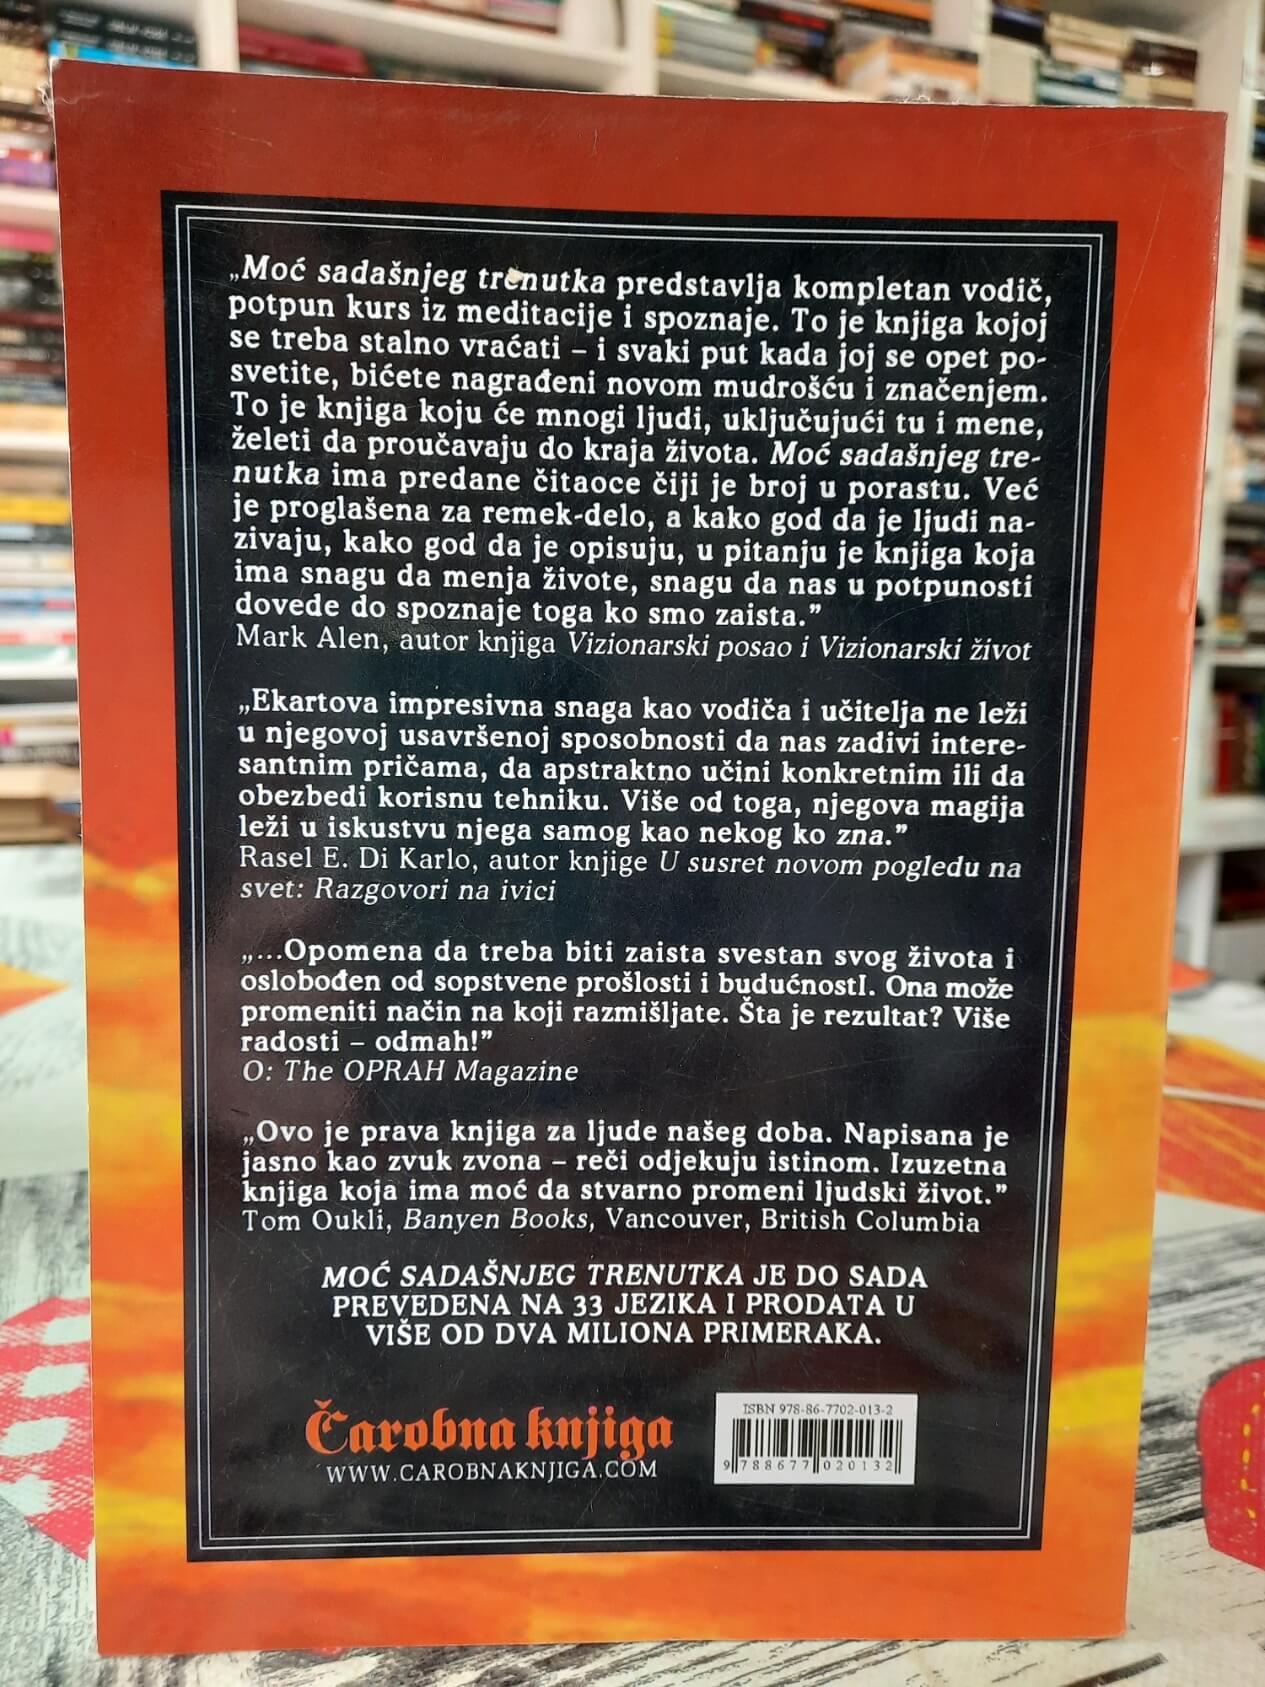 „Moć sadašnjeg trenutka predstavlja kompletan vodič,
potpun kurs iz meditacije i spoznaje. To je knjiga kojoj
se treba stalno vraćati – i svaki put kada joj se opet po-
svetite, bićete nagrađeni novom mudrošću i značenjem.
To je knjiga koju će mnogi ljudi, uključujući tu i mene,
želeti da proučavaju do kraja života. Moć sadašnjeg tre-
nutka ima predane čitaoce čiji je broj u porastu. Već
je proglašena za remek-delo, a kako god da je ljudi na-
zivaju, kako god da je opisuju, u pitanju je knjiga koja
ima snagu da menja živote, snagu da nas u potpunosti
dovede do spoznaje toga ko smo zaista.”
Mark Alen, autor knjiga Vizionarski posao i Vizionarski život
„Ekartova impresivna snaga kao vodiča i učitelja ne leži
u njegovoj usavršenoj sposobnosti da nas zadivi intere-
santnim pričama, da apstraktno učini konkretnim ili da
obezbedi korisnu tehniku. Više od toga, njegova magija
leži u iskustvu njega samog kao nekog ko zna.”
Rasel E. Di Karlo, autor knjige U susret novom pogledu na
svet: Razgovori na ivici
„...Opomena da treba biti zaista svestan svog života i
oslobođen od sopstvene prošlosti i budućnostI. Ona može
promeniti način na koji razmišljate. Šta je rezultat? Više
radosti – odmah!”
O: The OPRAH Magazine
„Ovo je prava knjiga za ljude našeg doba. Napisana je
jasno kao zvuk zvona – reči odjekuju istinom. Izuzetna
knjiga koja ima moć da stvarno promeni ljudski život.”
Tom Oukli, Banyen Books, Vancouver, British Columbia
MOĆ SADAŠNJEG TRENUTKA JE DO SADA
PREVEDENA NA 33 JEZIKA I PRODATA U
VIŠE OD DVA MILIONA PRIMERAKA.
Čarobna knjiga
WWW.CAROBNAKNJIGA.COM
ISBN 978-86-7702-013-2
9 788677 020132